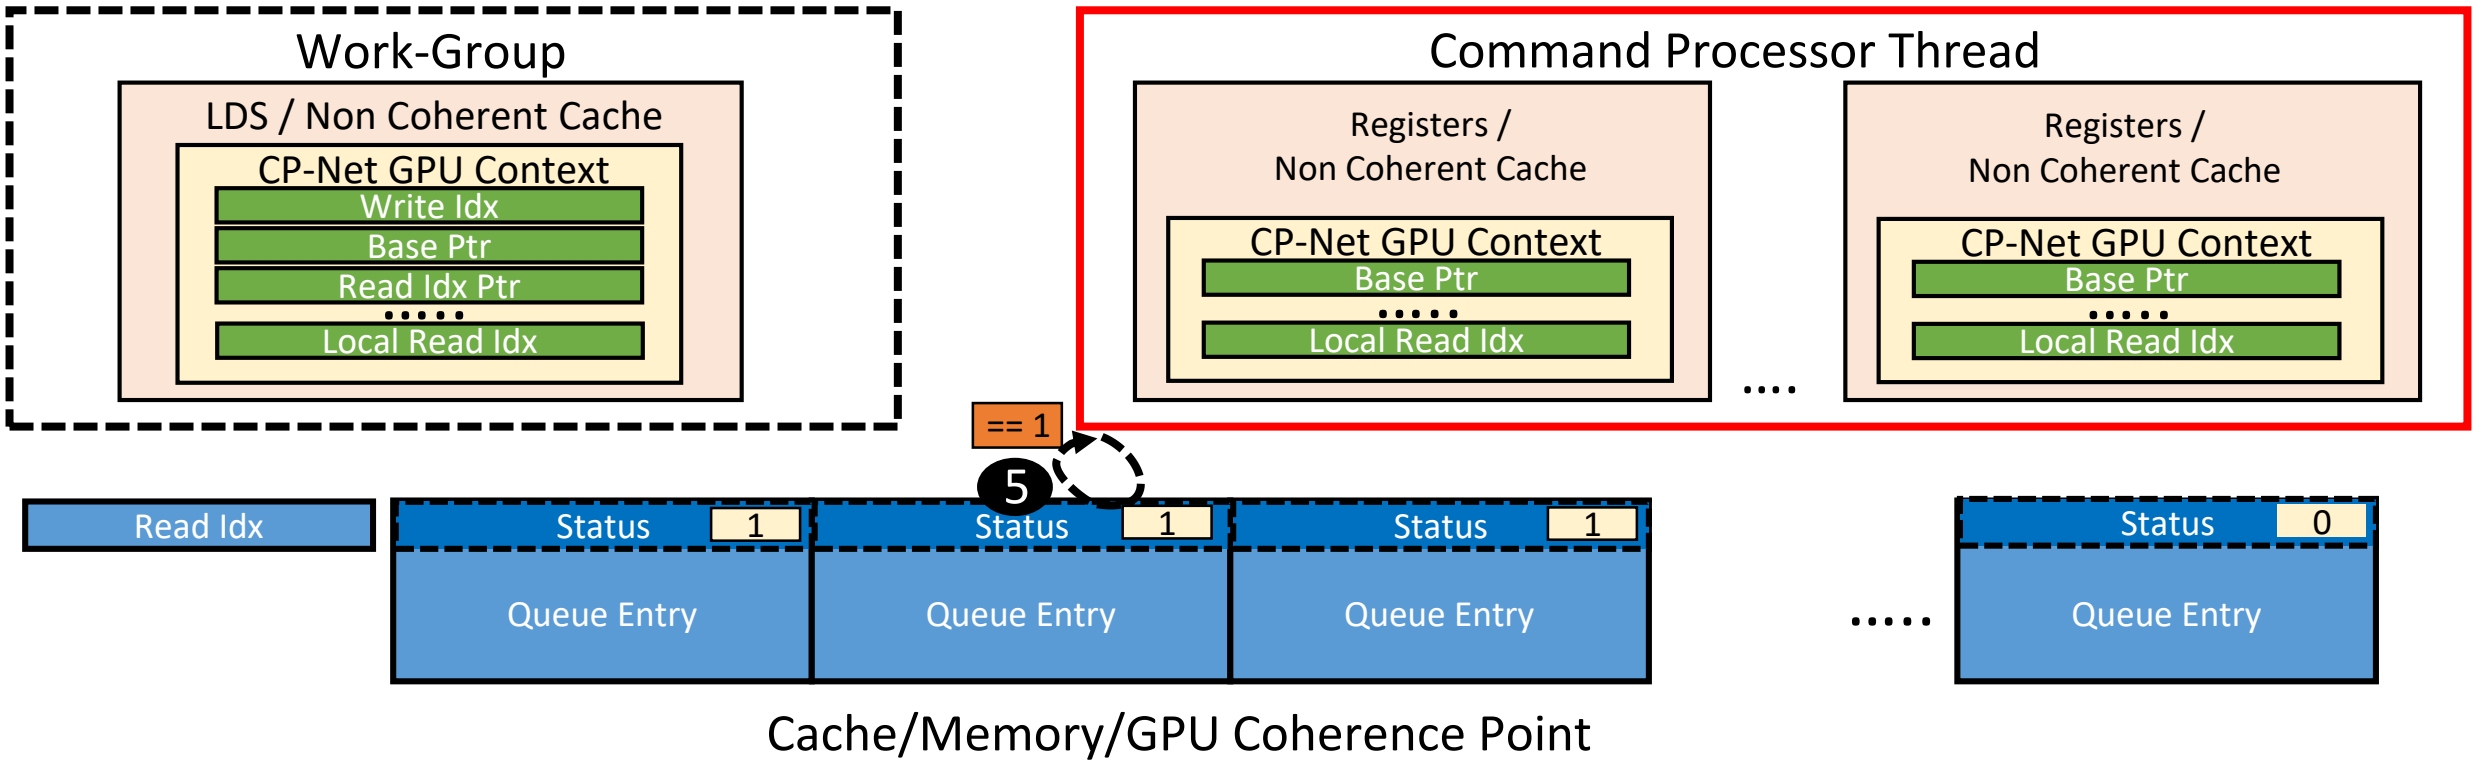 Work-Group
LDS / Non Coherent Cache
CP-Net GPU Context
Write Idx
Base Ptr
Read Idx Ptr
.....
Local Read Idx
Command Processor Thread
Registers /
Non Coherent Cache
CP-Net GPU Context
Base Ptr
.....
Local Read Idx
....
Registers /
Non Coherent Cache
CP-Net GPU Context
Base Ptr
.....
Local Read Idx
== 1
5
Read Idx
Status 1
Queue Entry
Status 1
Queue Entry
Status 1
Queue Entry
.....
Status 0
Queue Entry
Cache/Memory/GPU Coherence Point